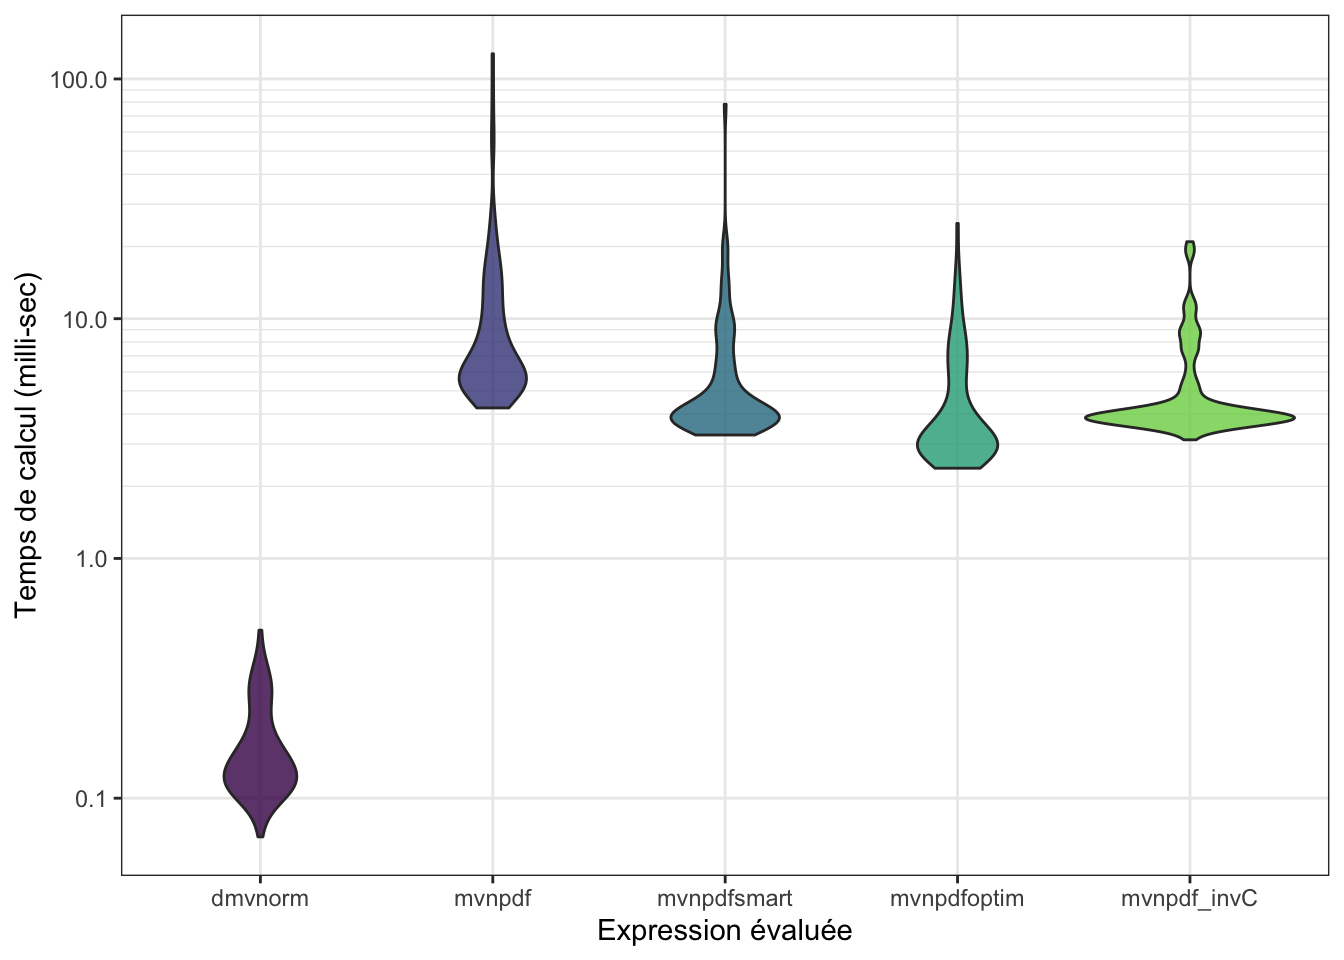 Temps de calcul (milli-sec)
100.0
10.0
1.0
0.1
dmvnorm
mvnpdf
mvnpdfsmart
mvnpdfoptim
mvnpdf_invC
Expression évaluée